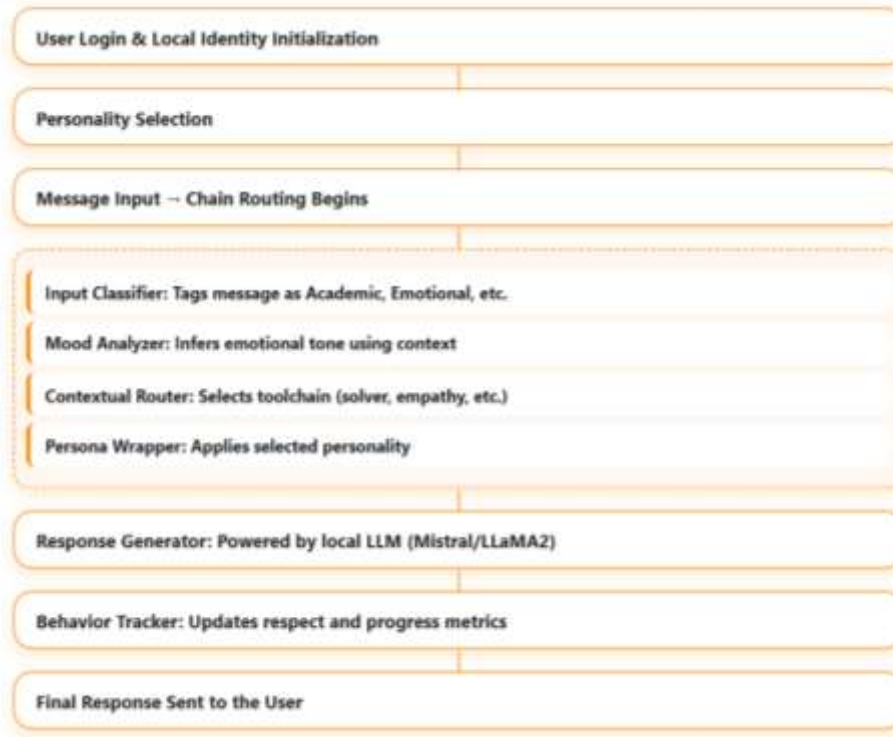 User Login & Local Identity Initialization
Personality Selection
Message Input → Chain Routing Begins
Input Classifier: Tags message as Academic, Emotional, etc.
Mood Analyzer: Infers emotional tone using context
Contextual Router: Selects toolchain (solver, empathy, etc.)
Persona Wrapper: Applies selected personality
Response Generator: Powered by local LLM (Mistral/LLaMA2)
Behavior Tracker: Updates respect and progress metrics
Final Response Sent to the User